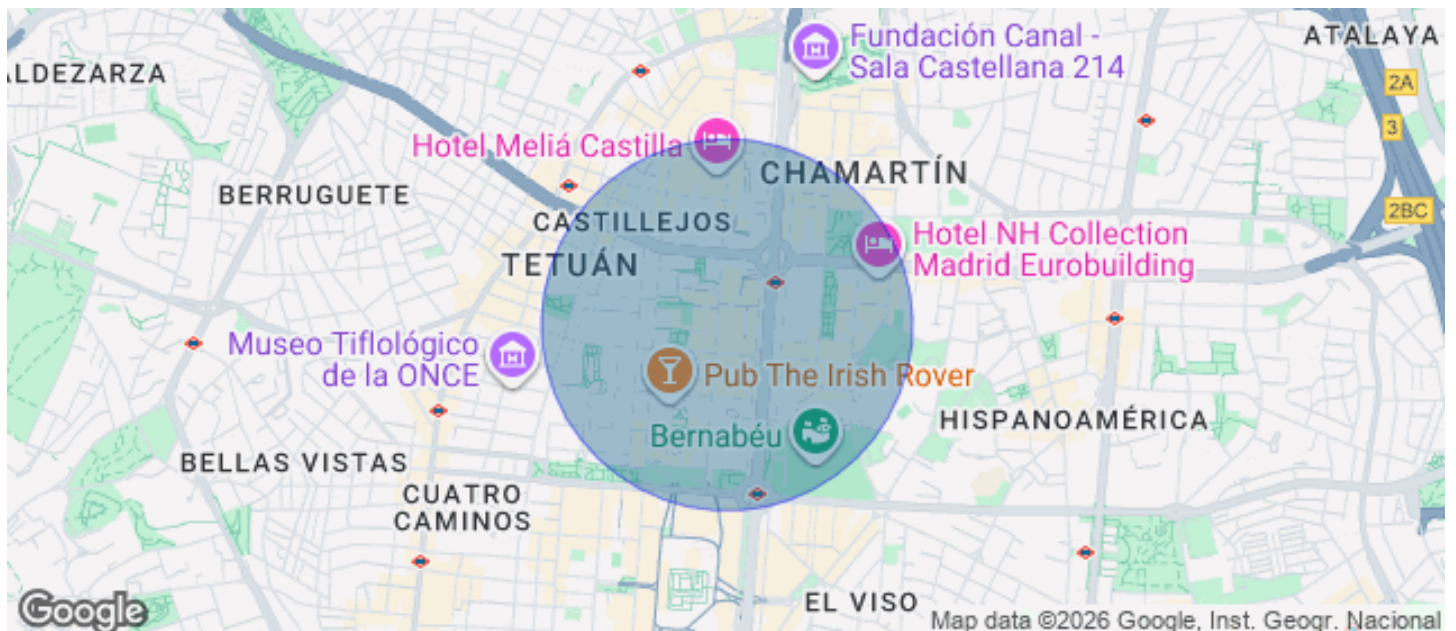 Fundación Canal -
Sala Castellana 214
ATALAYA
ALDEZARZA
2A
3
Hotel Meliá Castilla
CHAMARTÍN
BERRUGUETE
CASTILLEJOS
2BC
Hotel NH Collection
Madrid Eurobuilding
TETUÁN
Museo Tiflológico
de la ONCE
Pub The Irish Rover
HISPANOAMÉRICA
Bernabéu
BELLAS VISTAS
CUATRO
CAMINOS
EL VISO
Google
Map data ©2026 Google, Inst. Geogr. Nacional